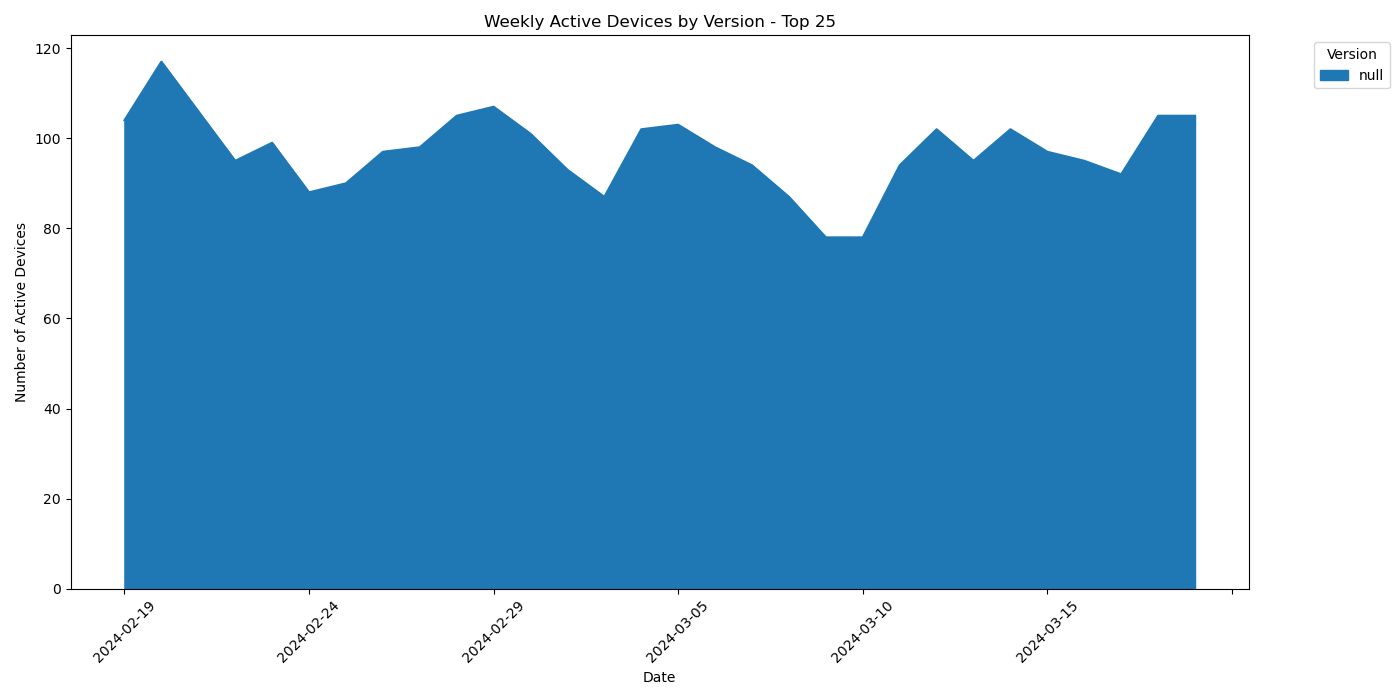 Weekly Active Devices by Version - Top 25
Version
null
Number of Active Devices
120
100
80
60
40
20
0
2024-02-19
2024-02-24
2024-02-29
2024-03-05
2024-03-10
2024-03-15
Date